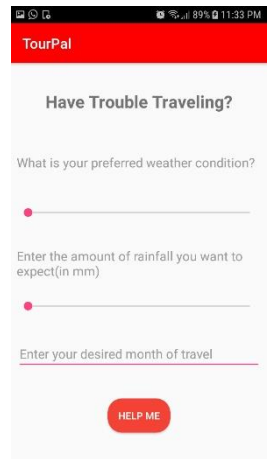 89% 11:33 PM
TourPal
Have Trouble Traveling?
What is your preferred weather condition?
Enter the amount of rainfall you want to
expect(in mm)
Enter your desired month of travel
HELP ME